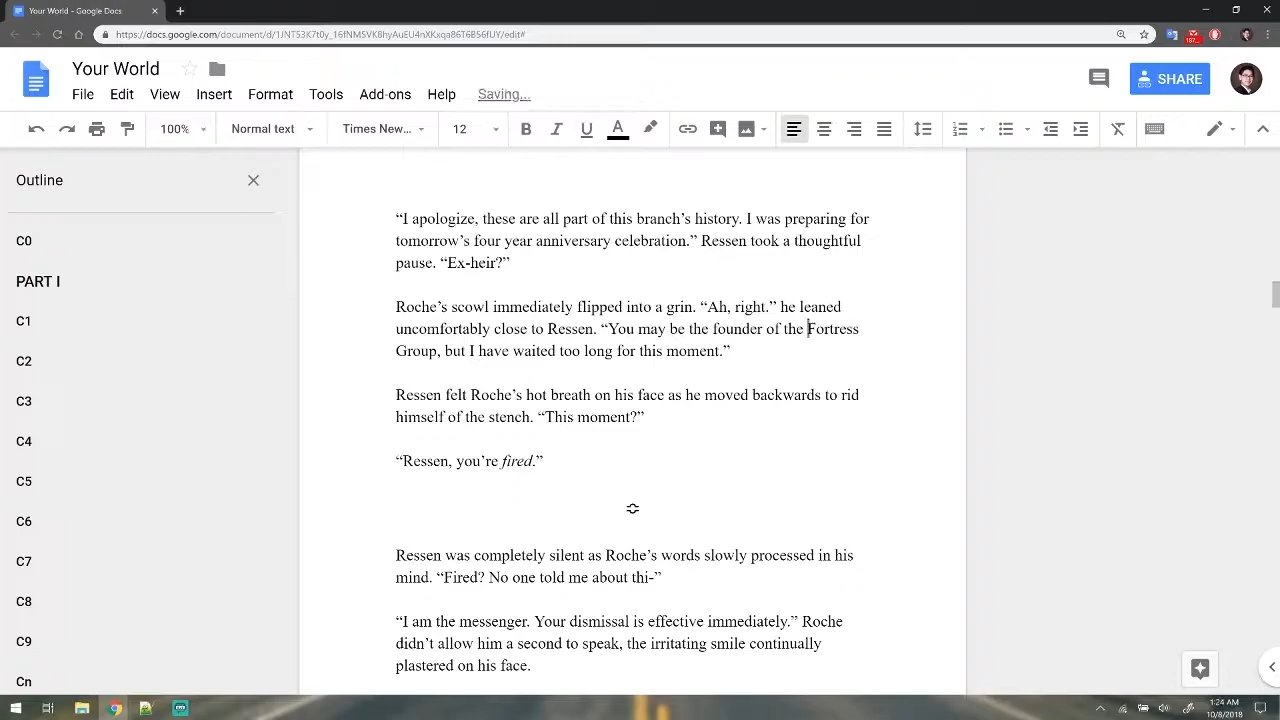 Your World
https://docs.google.com/document/d/1JNT53K7t0y_16fNMSVK8hyAuEU4nXKxqa86T6B56fUY/edit#
187...
Your World
File Edit View Insert Format Tools Add-ons Help Saving...
SHARE
100% Normal text Times New... 12 B I U A
Outline
C0
PART I
C1
C2
C3
C4
C5
C6
C7
C8
C9
Cn
“I apologize, these are all part of this branch’s history. I was preparing for
tomorrow’s four year anniversary celebration.” Ressen took a thoughtful
pause. “Ex-heir?”
Roche’s scowl immediately flipped into a grin. “Ah, right.” he leaned
uncomfortably close to Ressen. “You may be the founder of the Fortress
Group, but I have waited too long for this moment.”
Ressen felt Roche’s hot breath on his face as he moved backwards to rid
himself of the stench. “This moment?”
“Ressen, you’re fired.”
Ressen was completely silent as Roche’s words slowly processed in his
mind. “Fired? No one told me about thi-”
“I am the messenger. Your dismissal is effective immediately.” Roche
didn’t allow him a second to speak, the irritating smile continually
plastered on his face.
1:24 AM
10/8/2018